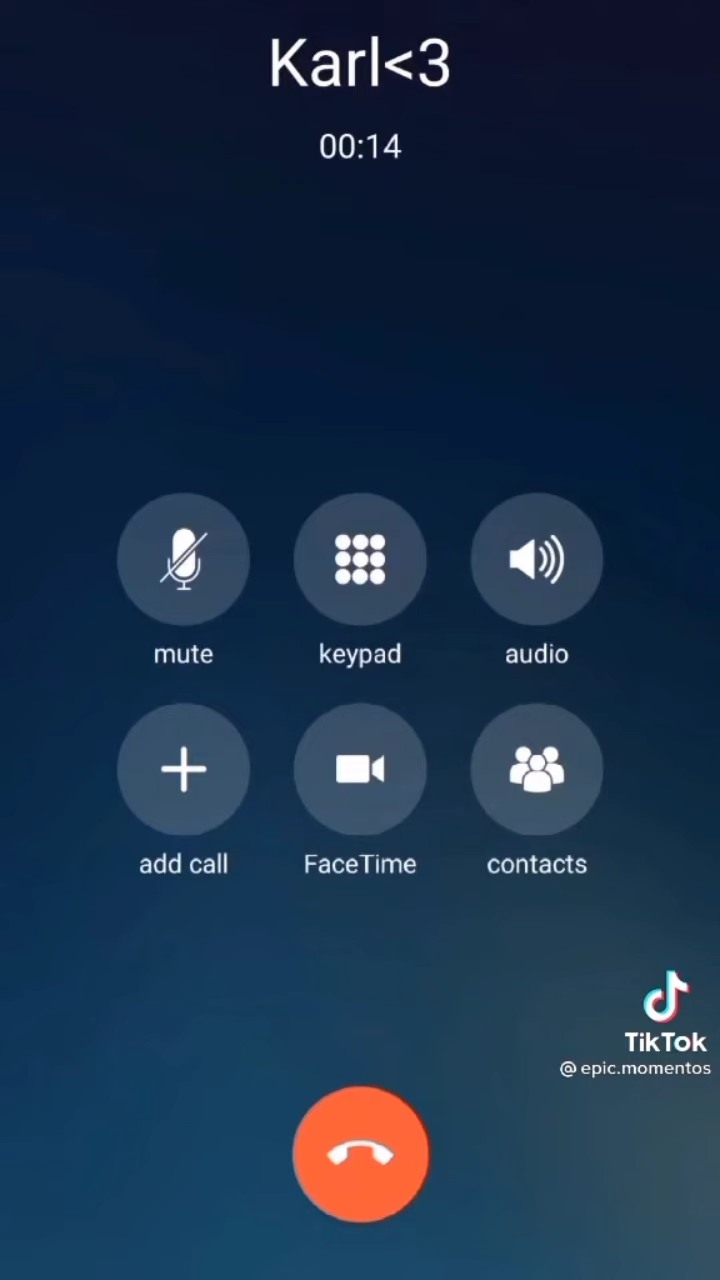 Karl<3
00:14
mute keypad audio
add call FaceTime contacts
TikTok
@epic.momentos